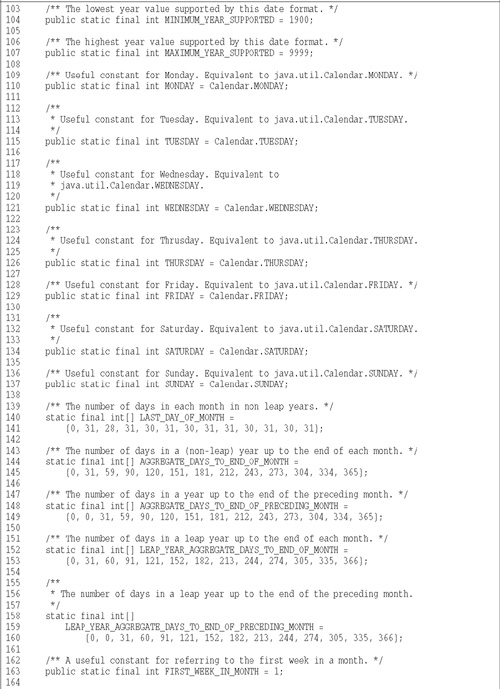 103 /** The lowest year value supported by this date format. */
104 public static final int MINIMUM_YEAR_SUPPORTED = 1900;
105
106 /** The highest year value supported by this date format. */
107 public static final int MAXIMUM_YEAR_SUPPORTED = 9999;
108
109 /** Useful constant for Monday. Equivalent to java.util.Calendar.MONDAY. */
110 public static final int MONDAY = Calendar.MONDAY;
111
112 /**
113 * Useful constant for Tuesday. Equivalent to java.util.Calendar.TUESDAY.
114 */
115 public static final int TUESDAY = Calendar.TUESDAY;
116
117 /**
118 * Useful constant for Wednesday. Equivalent to
119 * java.util.Calendar.WEDNESDAY.
120 */
121 public static final int WEDNESDAY = Calendar.WEDNESDAY;
122
123 /**
124 * Useful constant for Thrusday. Equivalent to java.util.Calendar.THURSDAY.
125 */
126 public static final int THURSDAY = Calendar.THURSDAY;
127
128 /** Useful constant for Friday. Equivalent to java.util.Calendar.FRIDAY. */
129 public static final int FRIDAY = Calendar.FRIDAY;
130
131 /**
132 * Useful constant for Saturday. Equivalent to java.util.Calendar.SATURDAY.
133 */
134 public static final int SATURDAY = Calendar.SATURDAY;
135
136 /** Useful constant for Sunday. Equivalent to java.util.Calendar.SUNDAY. */
137 public static final int SUNDAY = Calendar.SUNDAY;
138
139 /** The number of days in each month in non leap years. */
140 static final int[] LAST_DAY_OF_MONTH =
141 {0, 31, 28, 31, 30, 31, 30, 31, 31, 30, 31, 30, 31};
142
143 /** The number of days in a (non-leap) year up to the end of each month. */
144 static final int[] AGGREGATE_DAYS_TO_END_OF_MONTH =
145 {0, 31, 59, 90, 120, 151, 181, 212, 243, 273, 304, 334, 365};
146
147 /** The number of days in a year up to the end of the preceding month. */
148 static final int[] AGGREGATE_DAYS_TO_END_OF_PRECEDING_MONTH =
149 {0, 0, 31, 59, 90, 120, 151, 181, 212, 243, 273, 304, 334, 365};
150
151 /** The number of days in a leap year up to the end of each month. */
152 static final int[] LEAP_YEAR_AGGREGATE_DAYS_TO_END_OF_MONTH =
153 {0, 31, 60, 91, 121, 152, 182, 213, 244, 274, 305, 335, 366};
154
155 /**
156 * The number of days in a leap year up to the end of the preceding month.
157 */
158 static final int[]
159 LEAP_YEAR_AGGREGATE_DAYS_TO_END_OF_PRECEDING_MONTH =
160 {0, 0, 31, 60, 91, 121, 152, 182, 213, 244, 274, 305, 335, 366};
161
162 /** A useful constant for referring to the first week in a month. */
163 public static final int FIRST_WEEK_IN_MONTH = 1;
164